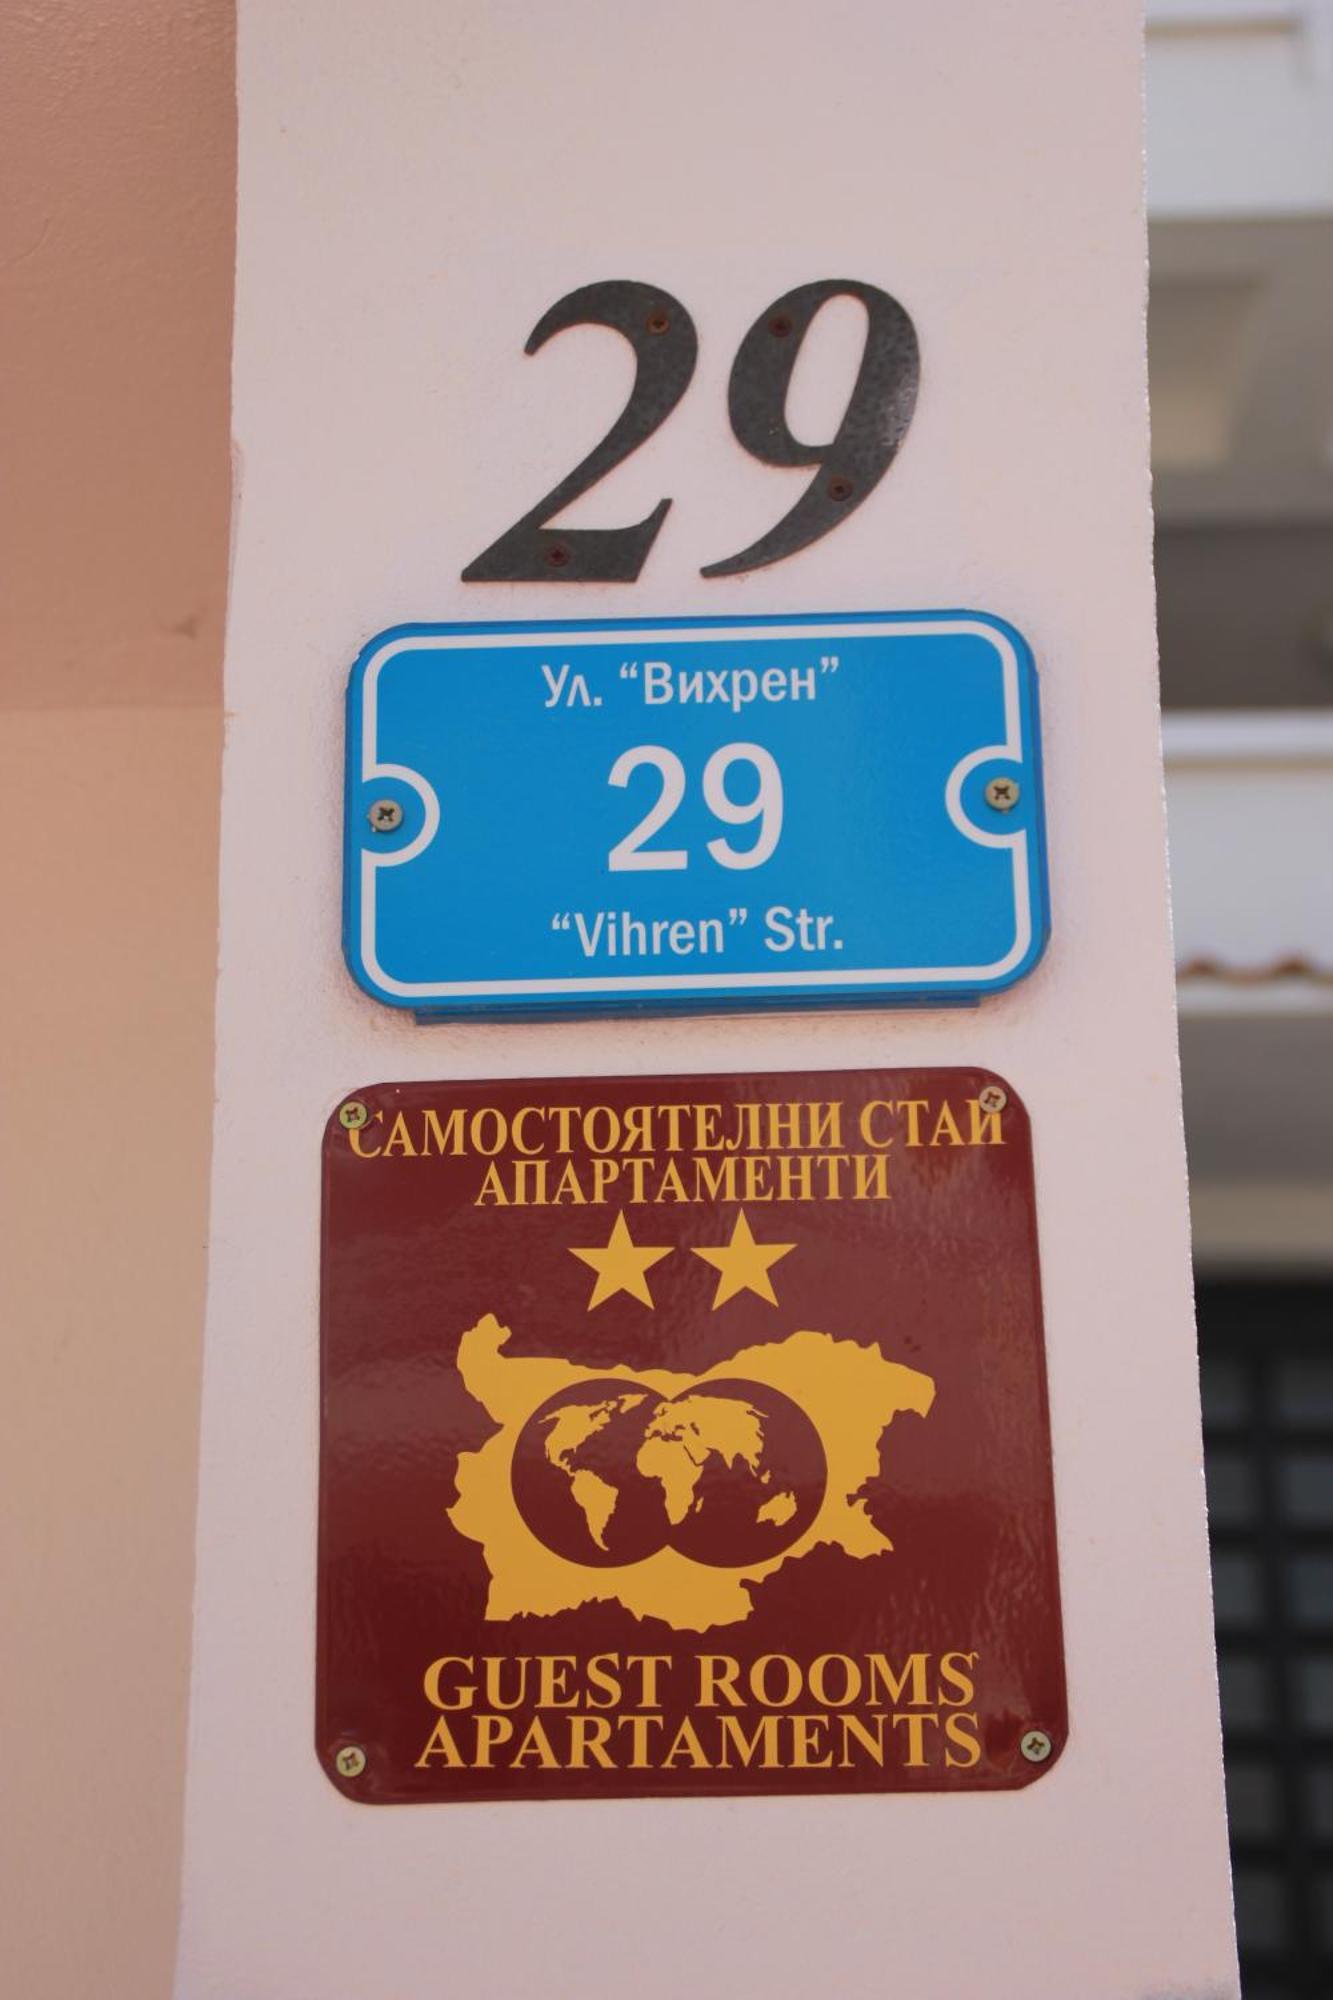 29
Ул. “Вихрен”
29
“Vihren” Str.
САМОСТОЯТЕЛНИ СТАИ
АПАРТАМЕНТИ
GUEST ROOMS
APARTAMENTS